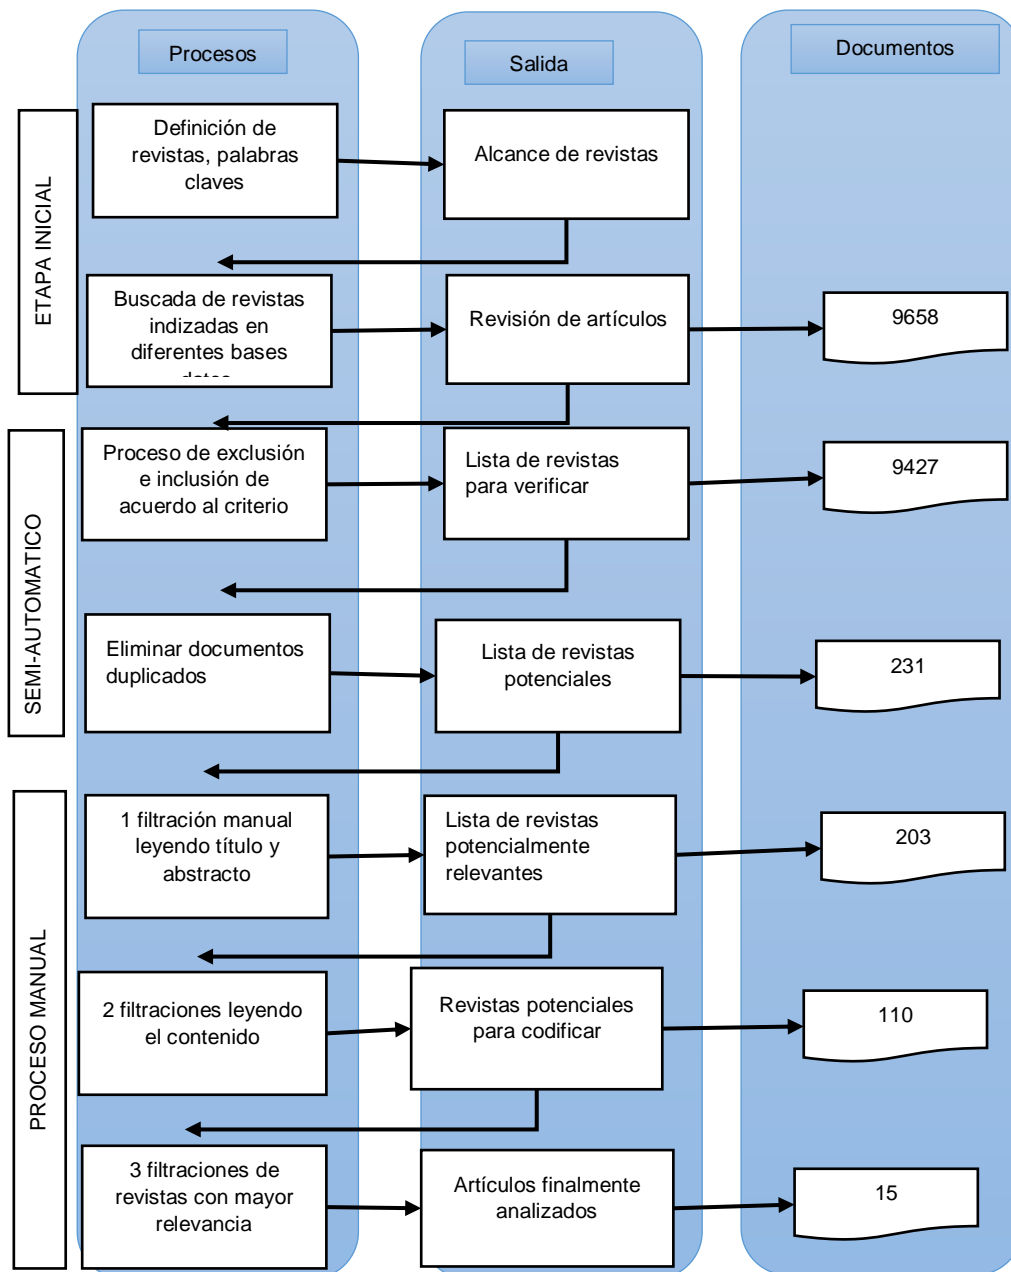 Procesos
Salida
Documentos
ETAPA INICIAL
Definición de
revistas, palabras
claves
Alcance de revistas
Buscada de revistas
indizadas en
diferentes bases
Revisión de artículos
9658
SEMI-AUTOMATICO
Proceso de exclusión
e inclusión de
acuerdo al criterio
Lista de revistas
para verificar
9427
Eliminar documentos
duplicados
Lista de revistas
potenciales
231
PROCESO MANUAL
1 filtración manual
leyendo título y
abstracto
Lista de revistas
potencialmente
relevantes
203
2 filtraciones leyendo
el contenido
Revistas potenciales
para codificar
110
3 filtraciones de
revistas con mayor
relevancia
Artículos finalmente
analizados
15